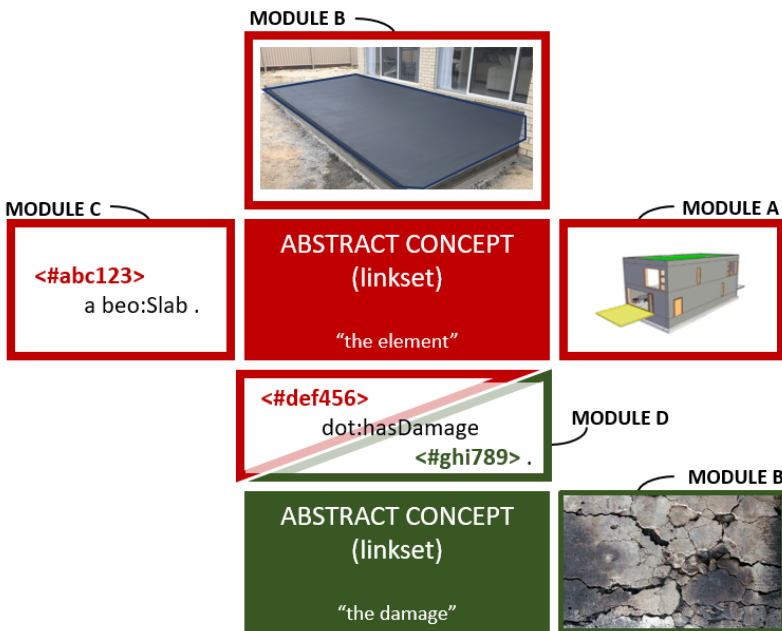 MODULE B
MODULE C
MODULE A
<#abc123>
a beo:Slab .
ABSTRACT CONCEPT
(linkset)
“the element”
<#def456>
dot:hasDamage
<#ghi789> .
MODULE D
MODULE B
ABSTRACT CONCEPT
(linkset)
“the damage”